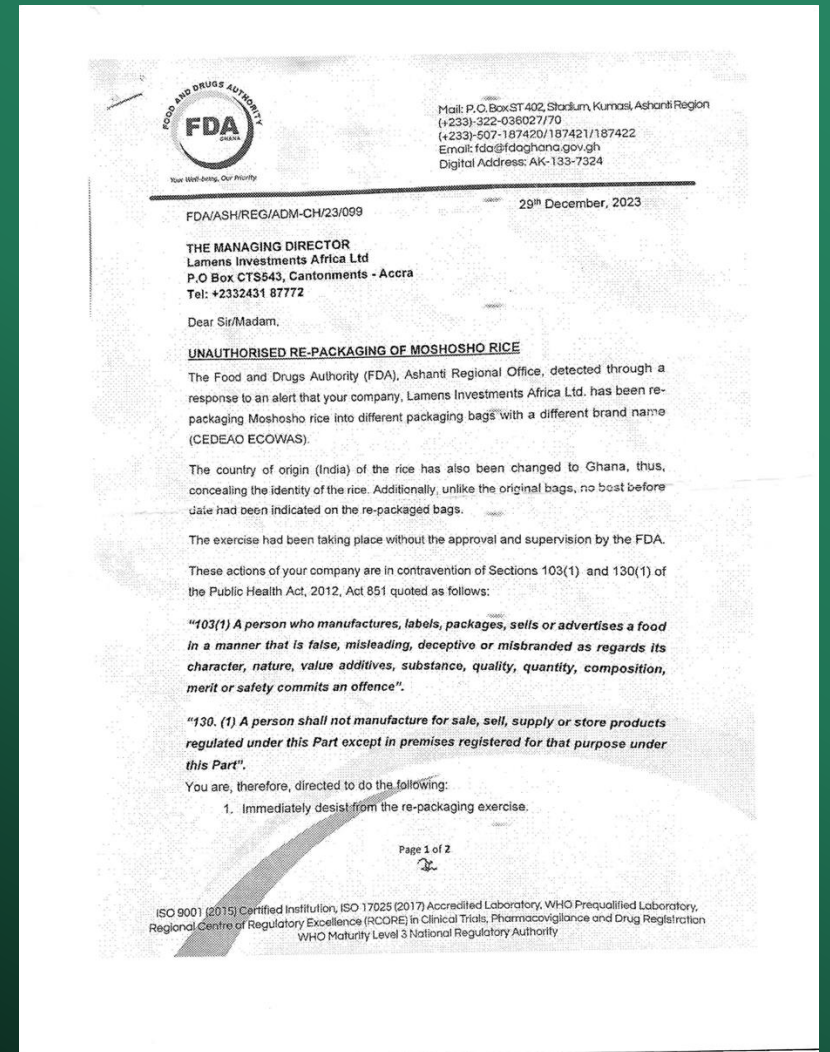 FOOD AND DRUGS AUTHORITY
FDA
GHANA
Your Well-being, Our Priority
Mail: P.O. Box ST 402, Stadium, Kumasi, Ashanti Region
(+233)-322-036027/70
(+233)-507-187420/187421/187422
Email: fda@fdaghana.gov.gh
Digital Address: AK-133-7324
FDA/ASH/REG/ADM-CH/23/099
29th December, 2023
THE MANAGING DIRECTOR
Lamens Investments Africa Ltd
P.O Box CTS543, Cantonments - Accra
Tel: +2332431 87772
Dear Sir/Madam,
UNAUTHORISED RE-PACKAGING OF MOSHOSHO RICE
The Food and Drugs Authority (FDA), Ashanti Regional Office, detected through a
response to an alert that your company, Lamens Investments Africa Ltd. has been re-
packaging Moshosho rice into different packaging bags with a different brand name
(CEDEAO ECOWAS).
The country of origin (India) of the rice has also been changed to Ghana, thus,
concealing the identity of the rice. Additionally, unlike the original bags, no best before
date had been indicated on the re-packaged bags.
The exercise had been taking place without the approval and supervision by the FDA.
These actions of your company are in contravention of Sections 103(1) and 130(1) of
the Public Health Act, 2012, Act 851 quoted as follows:
"103(1) A person who manufactures, labels, packages, sells or advertises a food
in a manner that is false, misleading, deceptive or misbranded as regards its
character, nature, value additives, substance, quality, quantity, composition,
merit or safety commits an offence".
"130. (1) A person shall not manufacture for sale, sell, supply or store products
regulated under this Part except in premises registered for that purpose under
this Part".
You are, therefore, directed to do the following:
1. Immediately desist from the re-packaging exercise.
Page 1 of 2
ISO 9001 (2015) Certified Institution, ISO 17025 (2017) Accredited Laboratory, WHO Prequalified Laboratory,
Regional Centre of Regulatory Excellence (RCORE) in Clinical Trials, Pharmacovigilance and Drug Registration
WHO Maturity Level 3 National Regulatory Authority